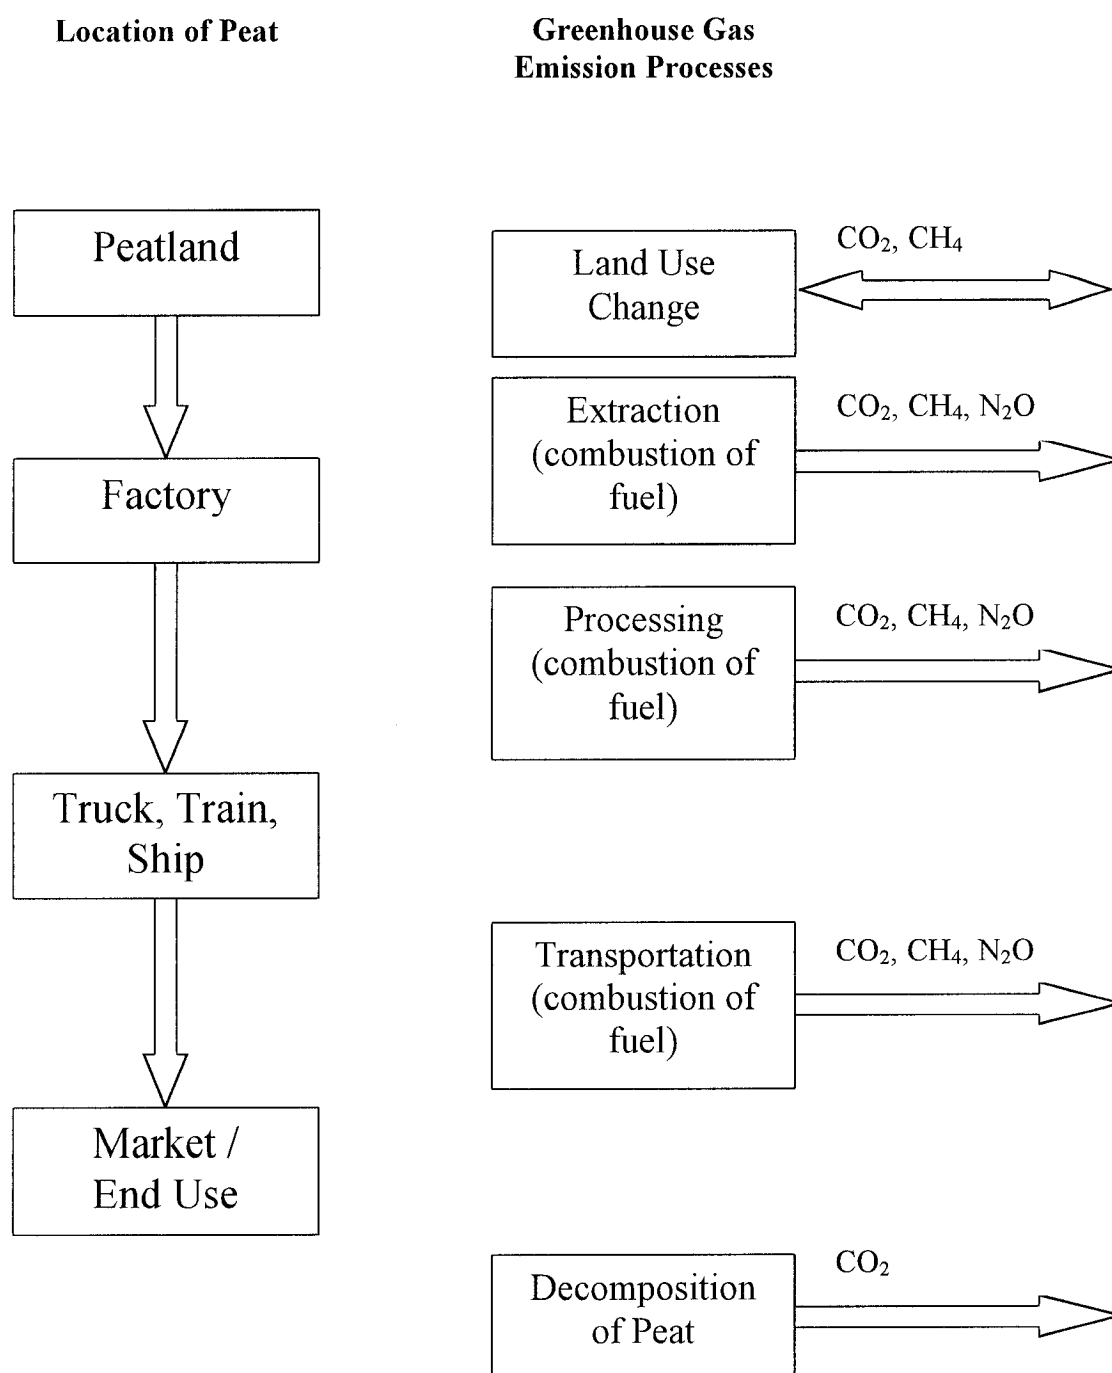 Location of Peat
Greenhouse Gas
Emission Processes
Peatland
Land Use
Change
CO₂, CH₄
Extraction
(combustion of
fuel)
CO₂, CH₄, N₂O
Factory
Processing
(combustion of
fuel)
CO₂, CH₄, N₂O
Truck, Train,
Ship
Transportation
(combustion of
fuel)
CO₂, CH₄, N₂O
Market /
End Use
Decomposition
of Peat
CO₂